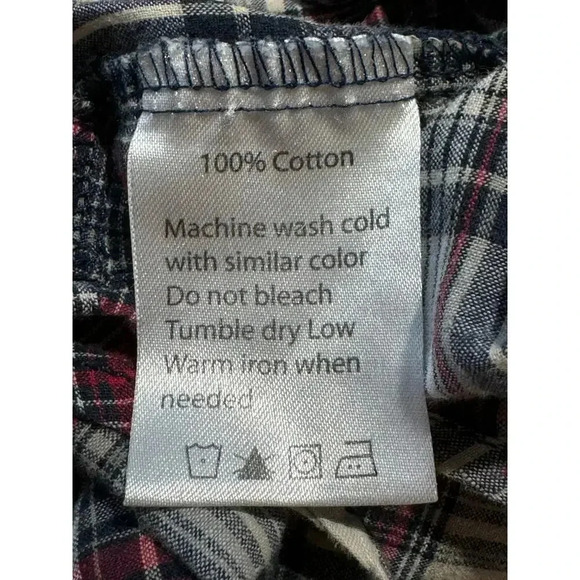 100% Cotton
Machine wash cold
with similar color
Do not bleach
Tumble dry Low
Warm iron when
needed